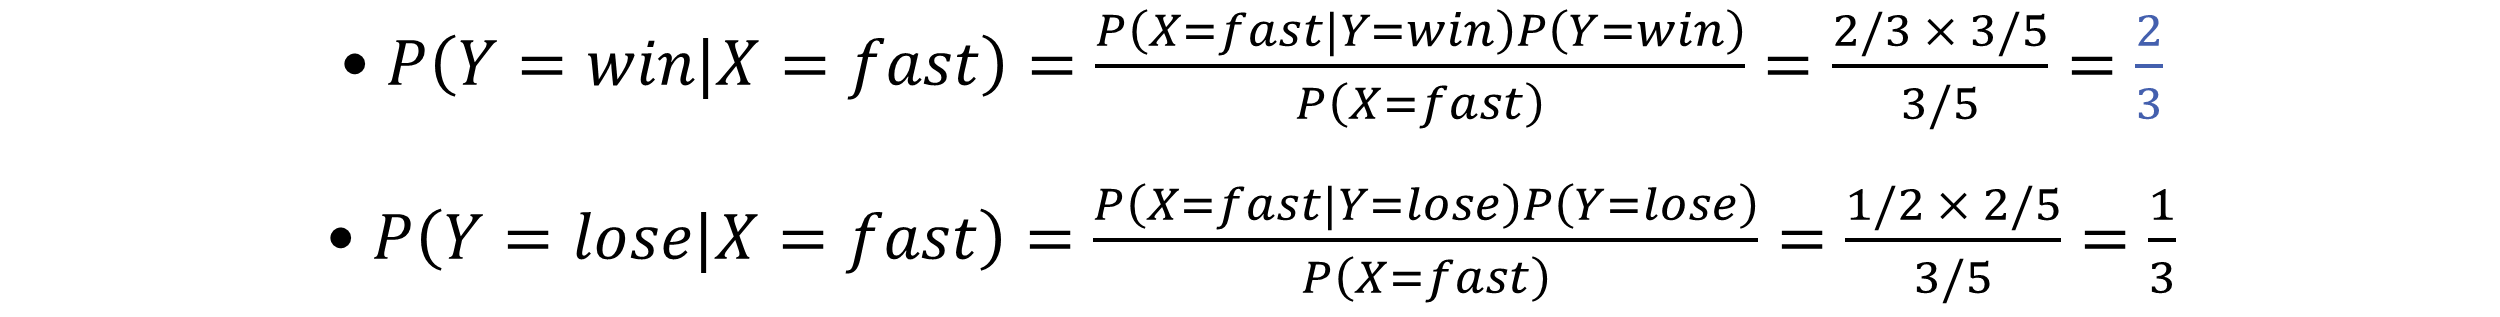 • P(Y = win|X = fast) = P(X=fast|Y=win)P(Y=win) / P(X=fast) = 2/3×3/5 / 3/5 = 2/3
• P(Y = lose|X = fast) = P(X=fast|Y=lose)P(Y=lose) / P(X=fast) = 1/2×2/5 / 3/5 = 1/3